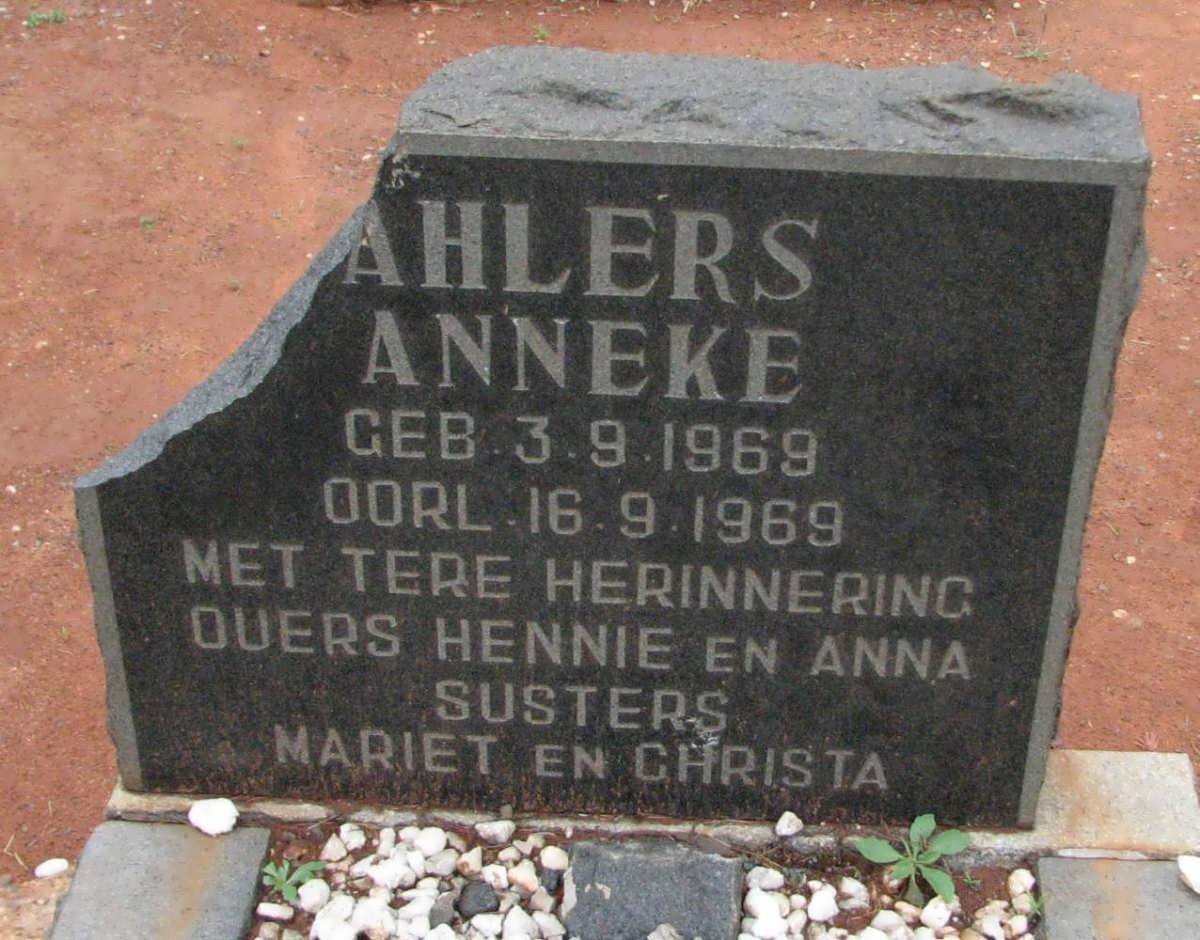 AHLERS
ANNEKE
GEB. 3.9.1969
OORL. 16.9.1969
MET TERE HERINNERING
OUERS HENNIE EN ANNA
SUSTERS
MARIET EN CHRISTA